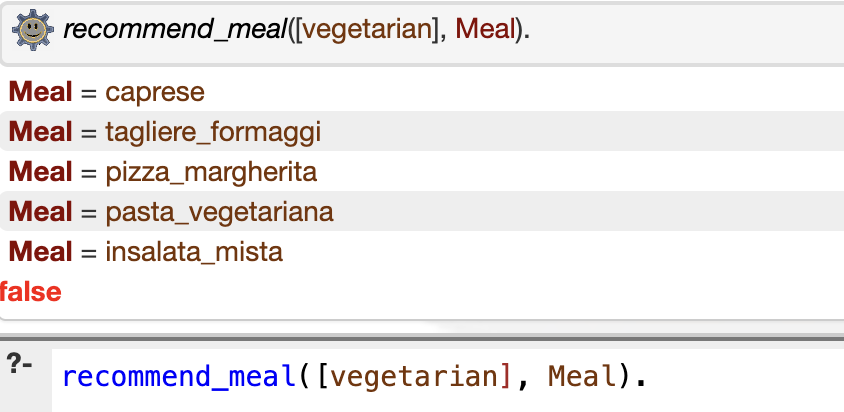 recommend_meal([vegetarian], Meal).
Meal = caprese
Meal = tagliere_formaggi
Meal = pizza_margherita
Meal = pasta_vegetariana
Meal = insalata_mista
false
?- recommend_meal([vegetarian], Meal).